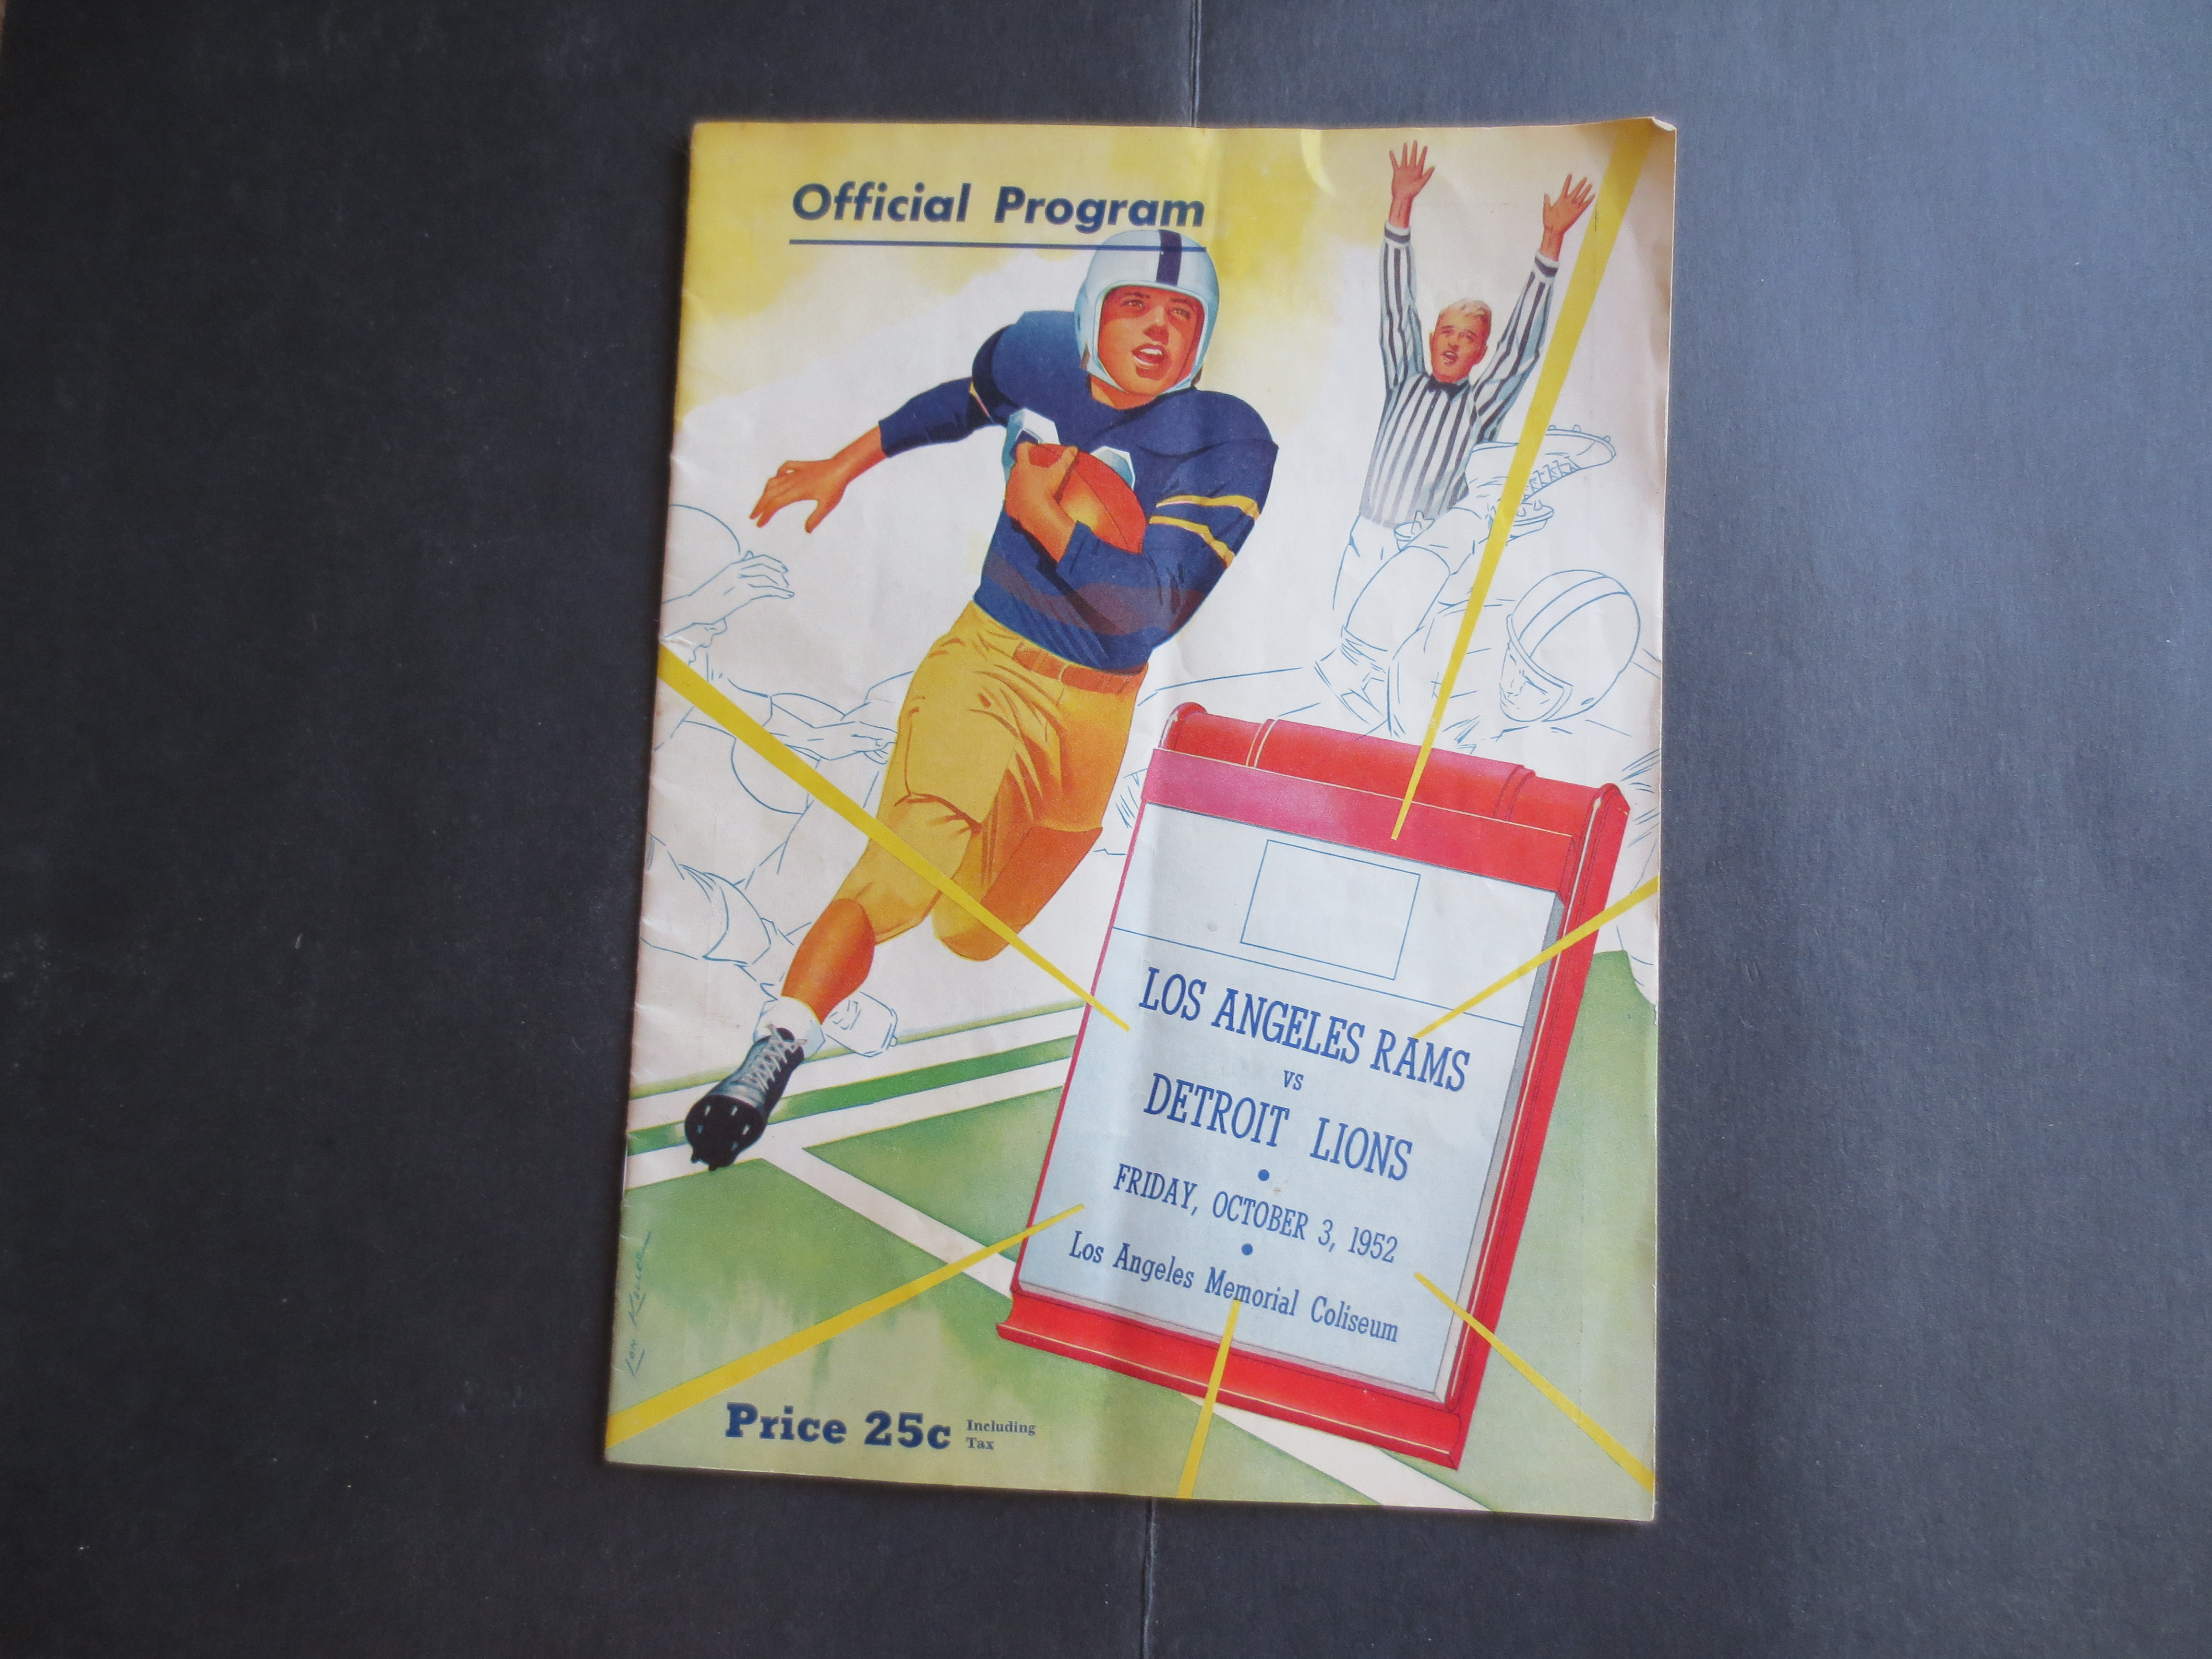 Official Program
LOS ANGELES RAMS
VS
DETROIT LIONS
FRIDAY, OCTOBER 3, 1952
Los Angeles Memorial Coliseum
Price 25c Including
Tax